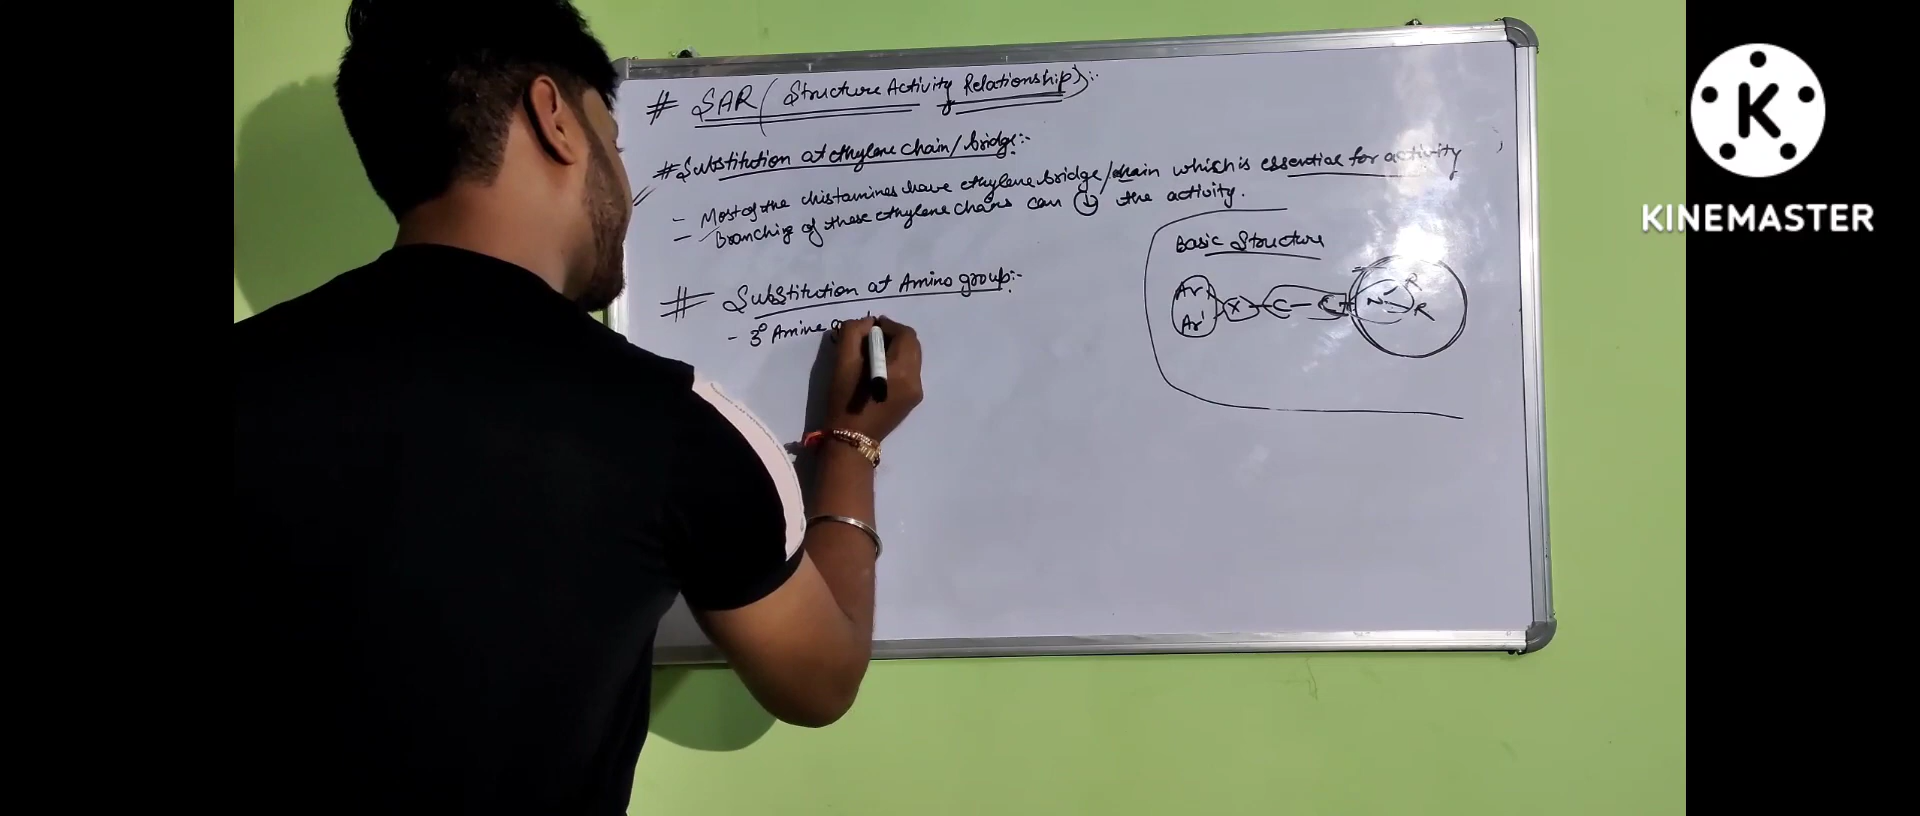 # SAR ( Structure Activity Relationship ) :-
# Substitution at ethylene chain / bridge :-
- Most of the chistamines have ethylene bridge / chain which is essential for activity
- Branching of these ethylene chains can ↓ the activity.
Basic Structure
Ar
Ar'
X - C - C - N
R
R
# Substitution at Amino group :-
- 3° Amine
K
KINEMASTER